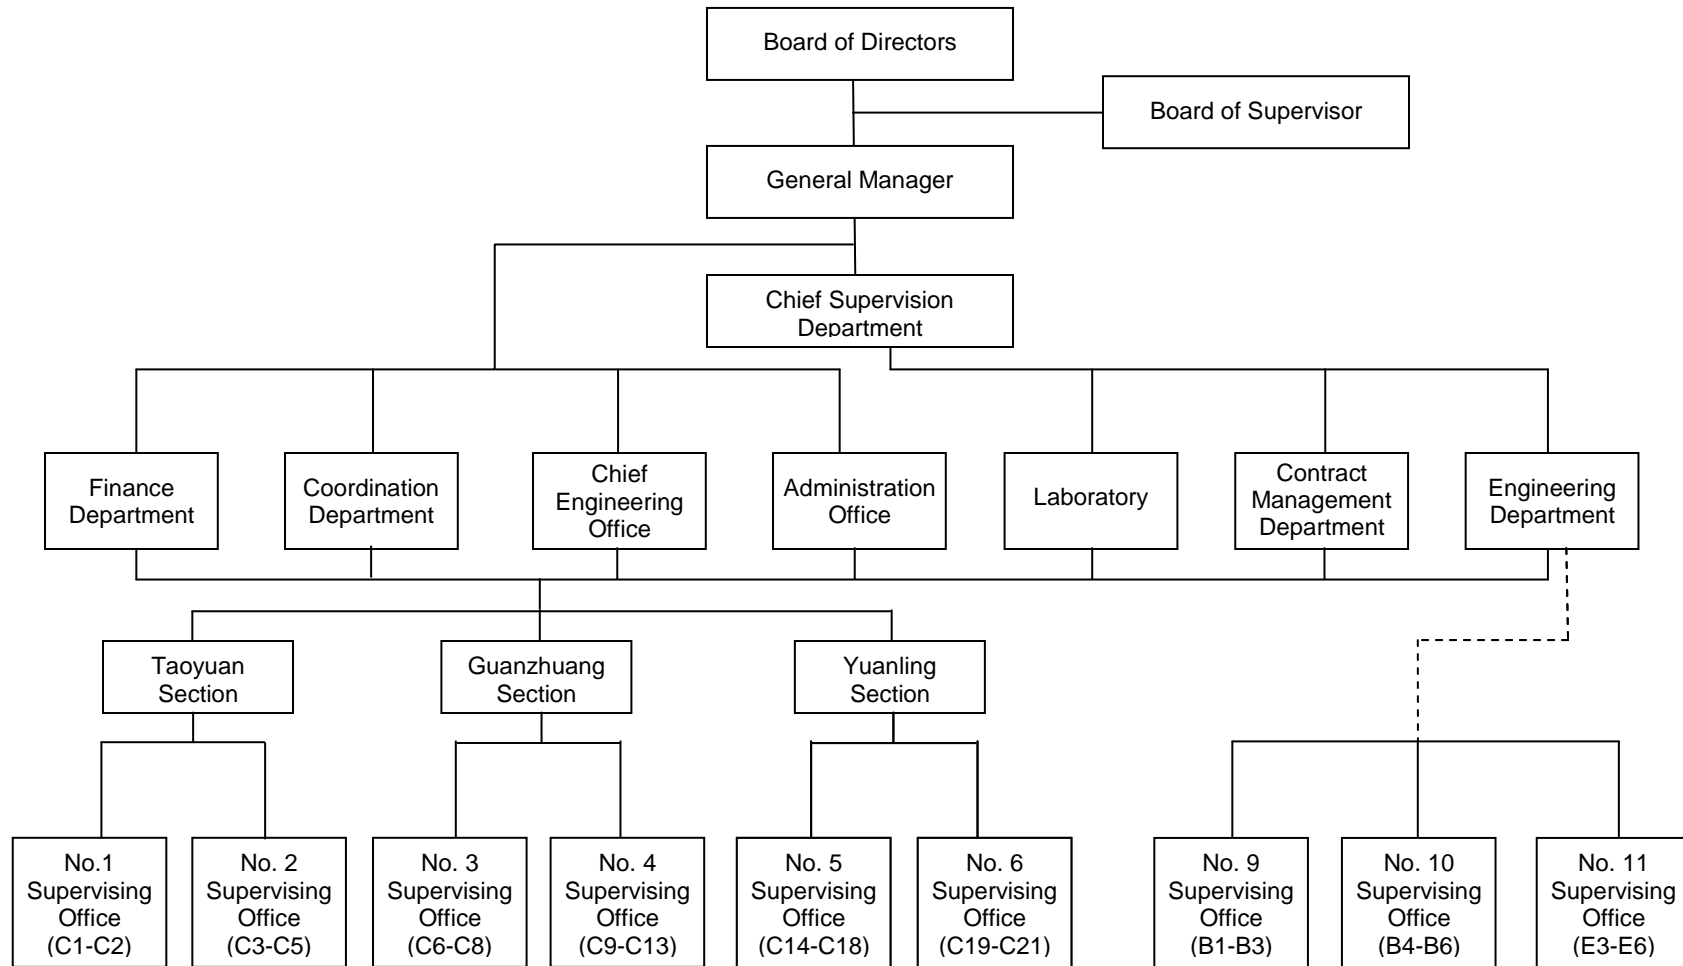 Board of Directors
Board of Supervisor
General Manager
Chief Supervision
Department
Finance
Department
Coordination
Department
Chief
Engineering
Office
Administration
Office
Laboratory
Contract
Management
Department
Engineering
Department
Taoyuan
Section
Guanzhuang
Section
Yuanling
Section
No.1
Supervising
Office
(C1-C2)
No. 2
Supervising
Office
(C3-C5)
No. 3
Supervising
Office
(C6-C8)
No. 4
Supervising
Office
(C9-C13)
No. 5
Supervising
Office
(C14-C18)
No. 6
Supervising
Office
(C19-C21)
No. 9
Supervising
Office
(B1-B3)
No. 10
Supervising
Office
(B4-B6)
No. 11
Supervising
Office
(E3-E6)